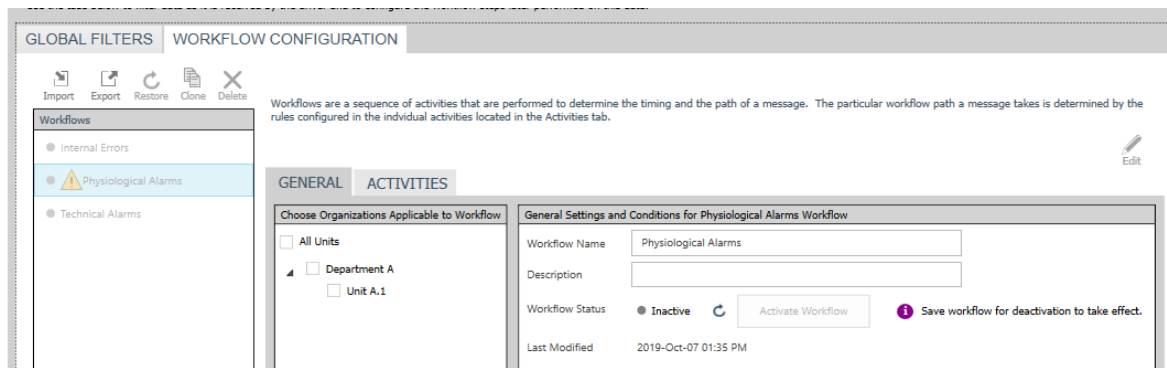 GLOBAL FILTERS WORKFLOW CONFIGURATION
Import Export Restore Clone Delete
Workflows are a sequence of activities that are performed to determine the timing and the path of a message. The particular workflow path a message takes is determined by the
rules configured in the indvidual activities located in the Activities tab.
Workflows
Internal Errors
Physiological Alarms
Technical Alarms
Edit
GENERAL ACTIVITIES
Choose Organizations Applicable to Workflow
All Units
Department A
Unit A.1
General Settings and Conditions for Physiological Alarms Workflow
Workflow Name Physiological Alarms
Description
Workflow Status Inactive Activate Workflow Save workflow for deactivation to take effect.
Last Modified 2019-Oct-07 01:35 PM